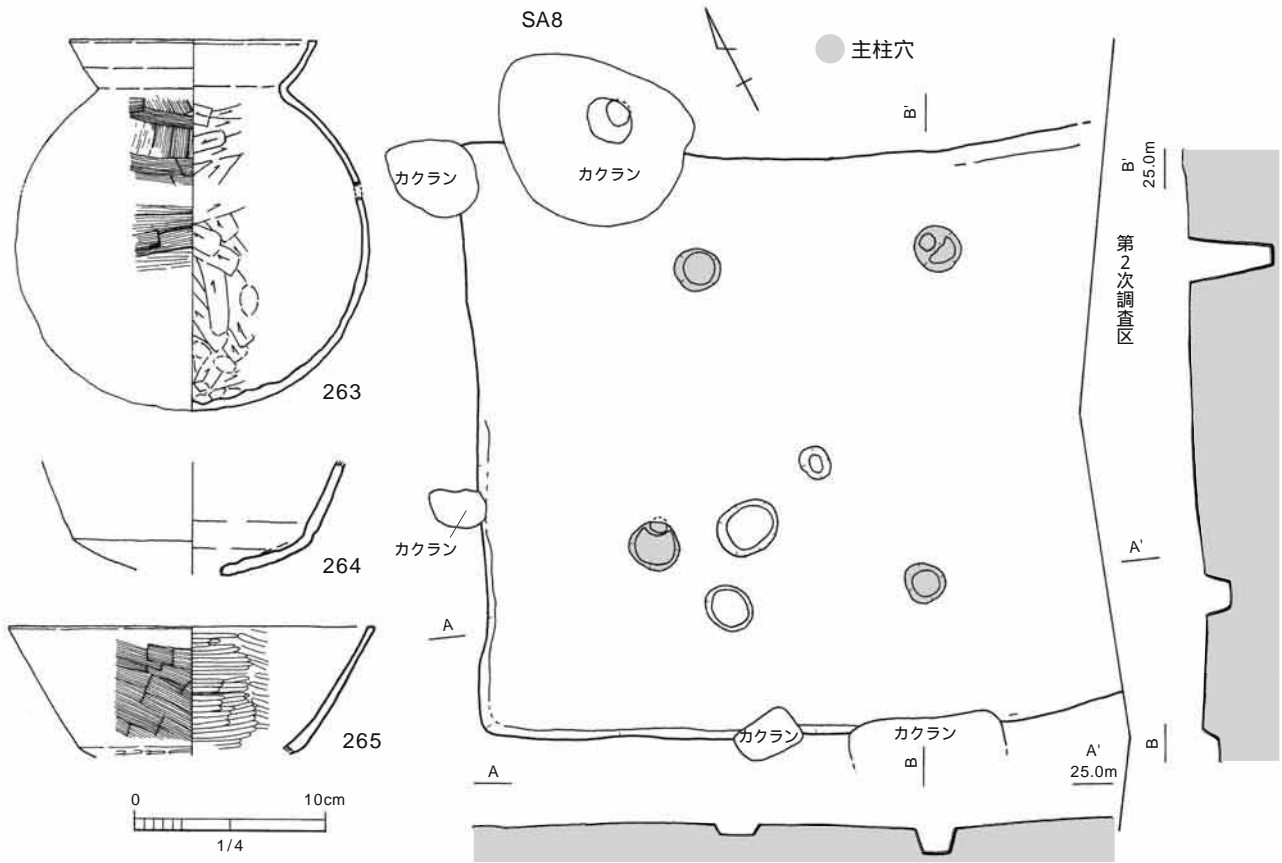 SA8
主柱穴
B'
B'
25.0m
第2次調査区
カクラン
カクラン
263
カクラン
264
A'
A
265
カクラン
カクラン
B
B
A
A'
25.0m
0 10cm
1/4